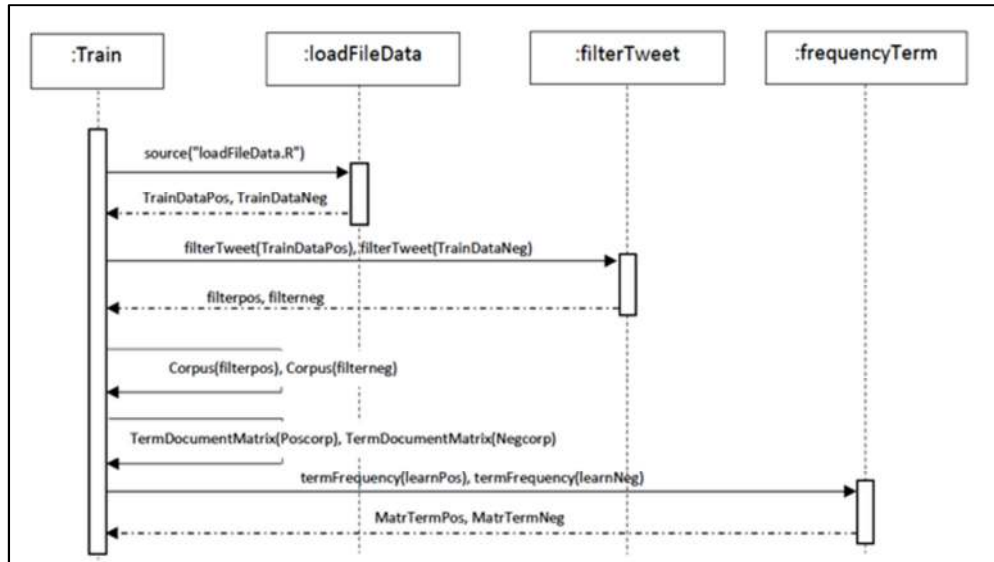 :Train
:loadFileData
:filterTweet
:frequencyTerm
source("loadFileData.R")
TrainDataPos, TrainDataNeg
filterTweet(TrainDataPos), filterTweet(TrainDataNeg)
filterpos, filterneg
Corpus(filterpos), Corpus(filterneg)
TermDocumentMatrix(Poscorp), TermDocumentMatrix(Negcorp)
termFrequency(learnPos), termFrequency(learnNeg)
MatrTermPos, MatrTermNeg